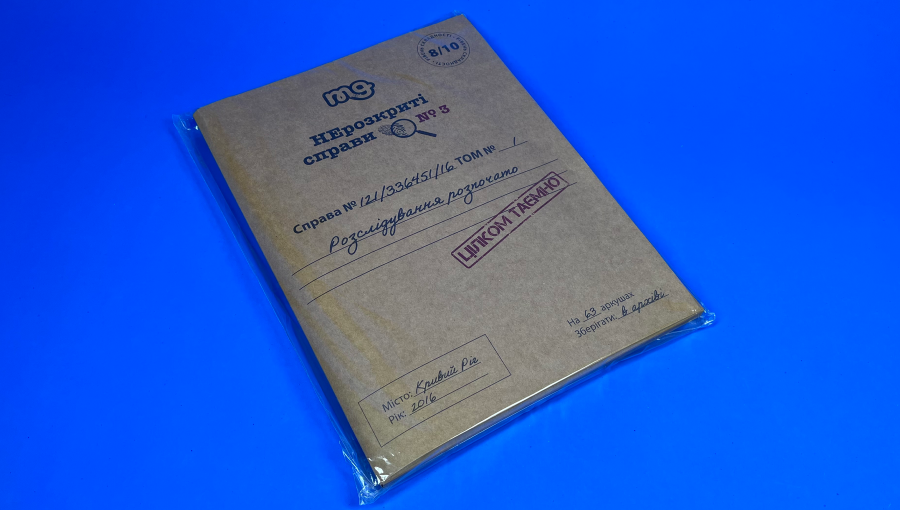 8/10
mg
НЕрозкриті
справи № 3
Справа № 121/336451/16 ТОМ № 1
Розслідування розпочато
ЦІЛКОМ ТАЄМНО
На 63 аркушах
Зберігати: в архіві
Місто: Кривий Ріг
Рік: 2016